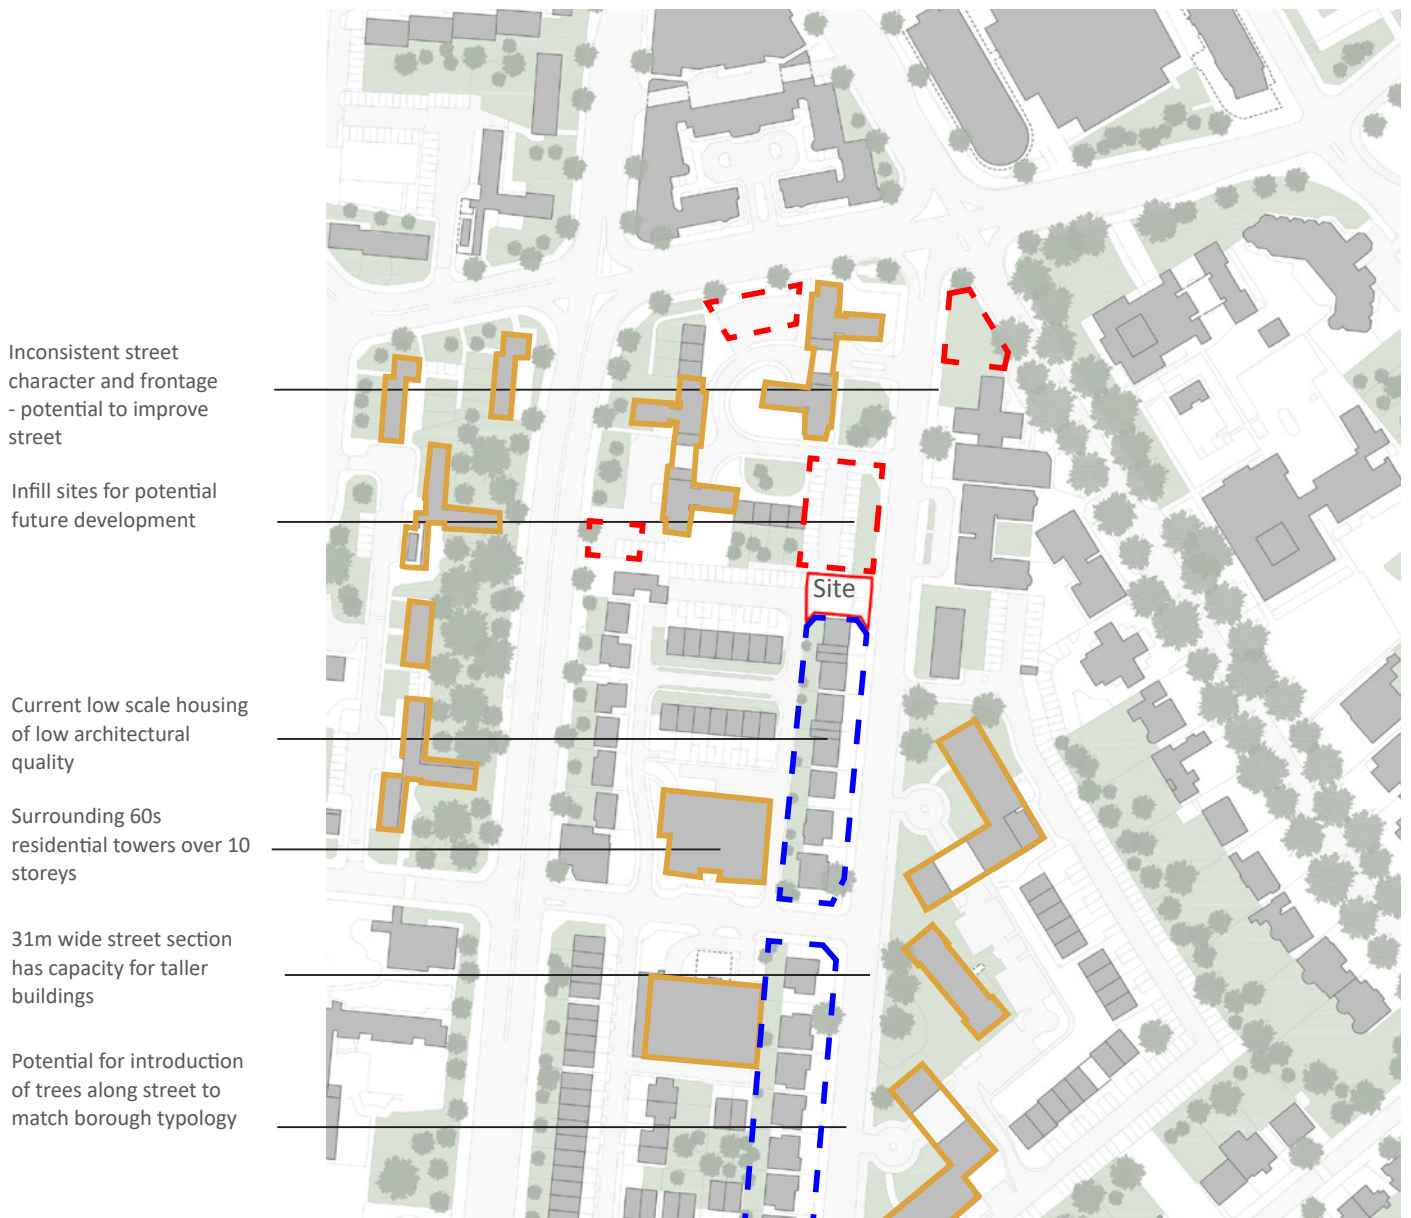 Inconsistent street
character and frontage
- potential to improve
street
Infill sites for potential
future development
Site
Current low scale housing
of low architectural
quality
Surrounding 60s
residential towers over 10
storeys
31m wide street section
has capacity for taller
buildings
Potential for introduction
of trees along street to
match borough typology